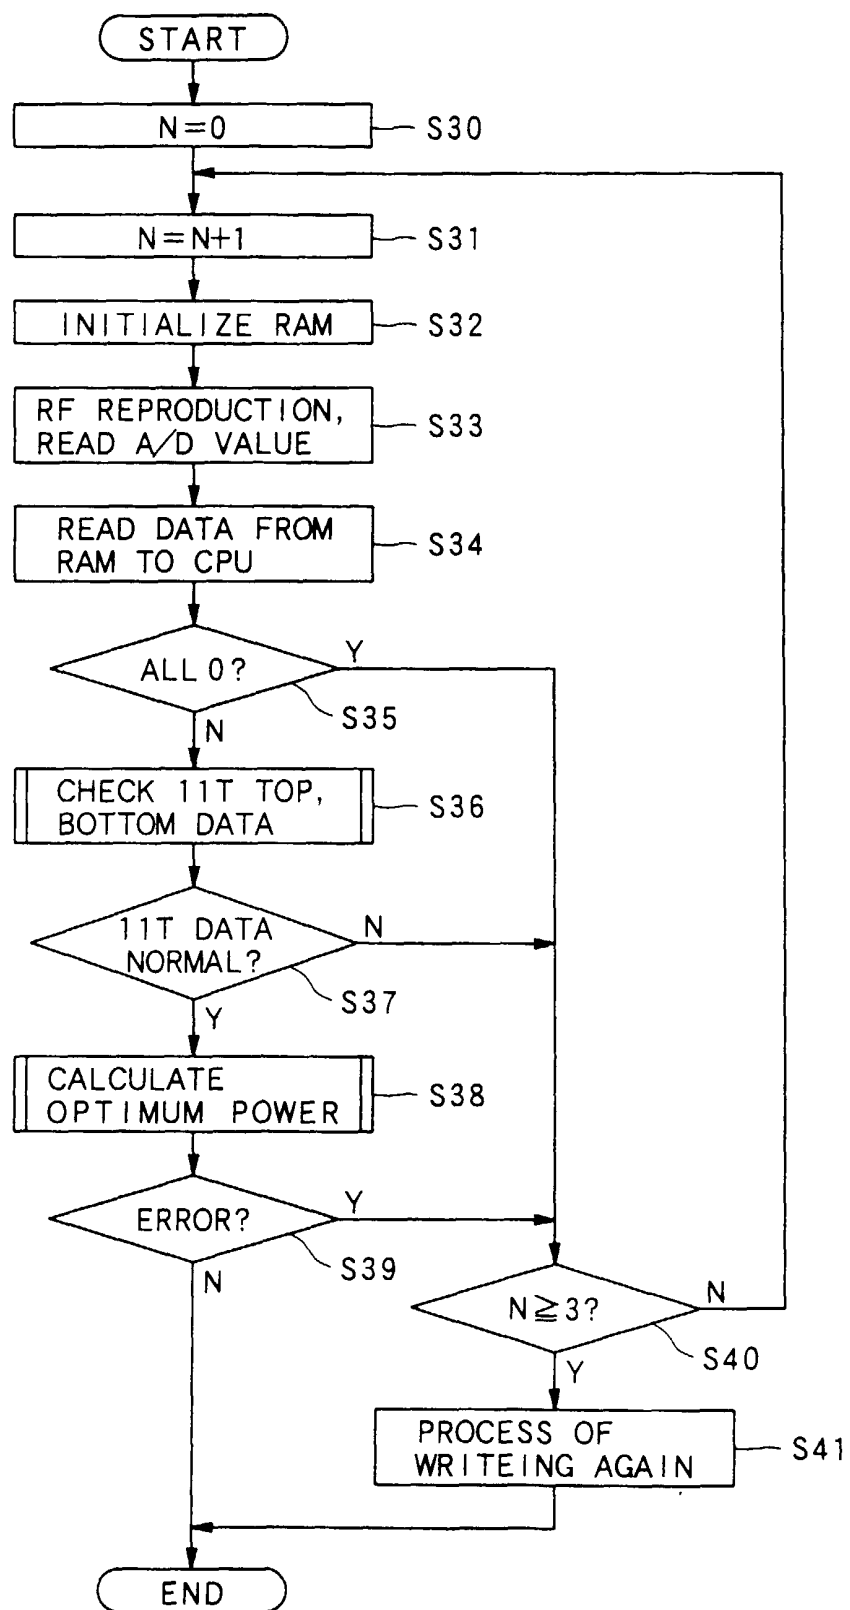 START
N=0
S30
N=N+1
S31
INITIALIZE RAM
S32
RF REPRODUCTION,
READ A/D VALUE
S33
READ DATA FROM
RAM TO CPU
S34
ALL 0?
Y
S35
N
CHECK 11T TOP,
BOTTOM DATA
S36
11T DATA
NORMAL?
N
S37
Y
CALCULATE
OPTIMUM POWER
S38
ERROR?
Y
S39
N
N≧3?
N
S40
Y
PROCESS OF
WRITEING AGAIN
S41
END